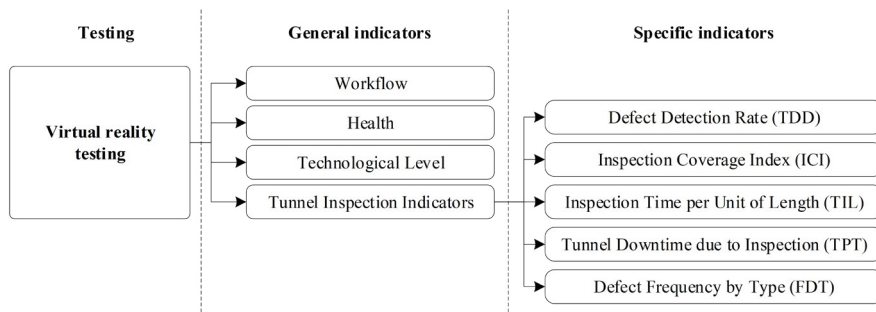 Testing
General indicators
Specific indicators
Virtual reality
testing
Workflow
Health
Technological Level
Tunnel Inspection Indicators
Defect Detection Rate (TDD)
Inspection Coverage Index (ICI)
Inspection Time per Unit of Length (TIL)
Tunnel Downtime due to Inspection (TPT)
Defect Frequency by Type (FDT)